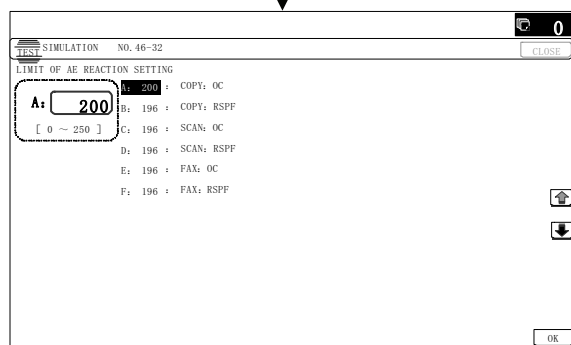 0
TEST SIMULATION NO.46-32 CLOSE
LIMIT OF AE REACTION SETTING
A: 200
[ 0 ～ 250 ]
A: 200 : COPY: OC
B: 196 : COPY: RSPF
C: 196 : SCAN: OC
D: 196 : SCAN: RSPF
E: 196 : FAX: OC
F: 196 : FAX: RSPF
OK